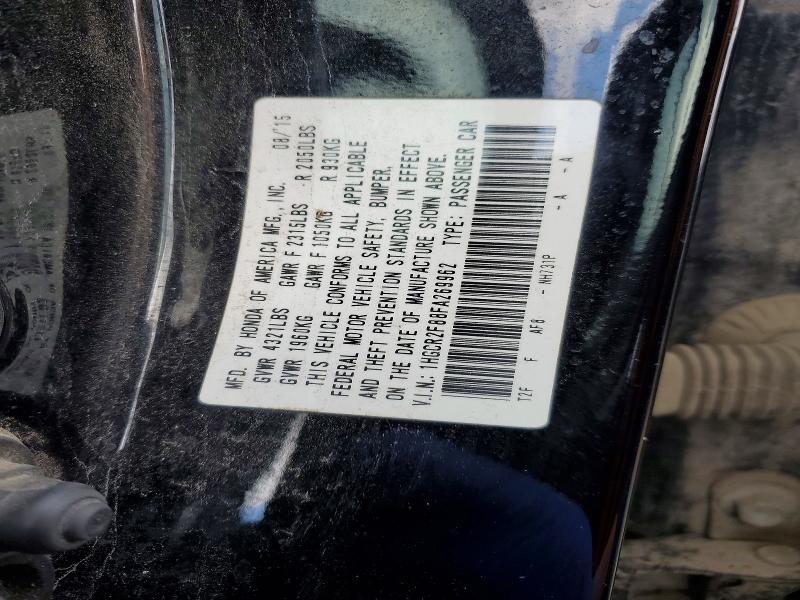 MFD. BY HONDA OF AMERICA MFG., INC. 08/'15
GVWR 4321LBS GAWR F 2315LBS R 2050LBS
GVWR 1960KG GAWR F 1050KG R 930KG
THIS VEHICLE CONFORMS TO ALL APPLICABLE
FEDERAL MOTOR VEHICLE SAFETY, BUMPER,
AND THEFT PREVENTION STANDARDS IN EFFECT
ON THE DATE OF MANUFACTURE SHOWN ABOVE.
V.I.N.: 1HGCR2F88FA269962 TYPE: PASSENGER CAR
T2F F AF8 - NH731P - A - A